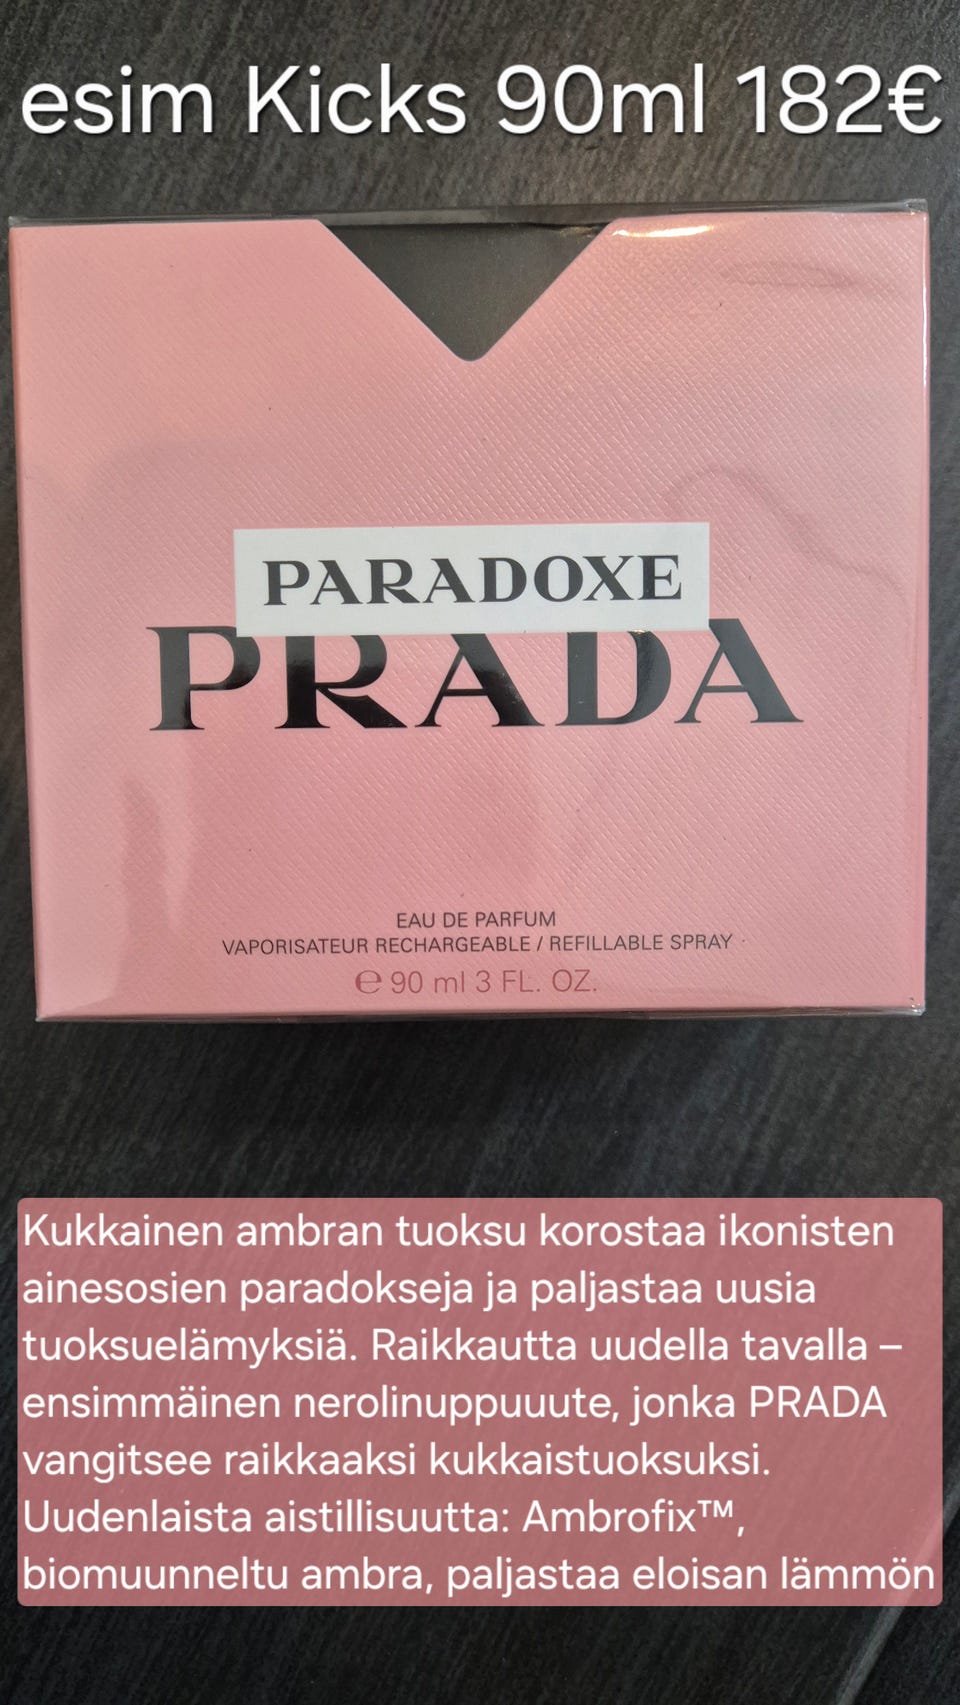 esim Kicks 90ml 182€
PARADOXE
PRADA
EAU DE PARFUM
VAPORISATEUR RECHARGEABLE / REFILLABLE SPRAY
℮ 90 ml 3 FL. OZ.
Kukkainen ambran tuoksu korostaa ikonisten
ainesosien paradokseja ja paljastaa uusia
tuoksuelämyksiä. Raikkautta uudella tavalla –
ensimmäinen nerolinuppuuute, jonka PRADA
vangitsee raikkaaksi kukkaistuoksuksi.
Uudenlaista aistillisuutta: Ambrofix™,
biomuunneltu ambra, paljastaa eloisan lämmön